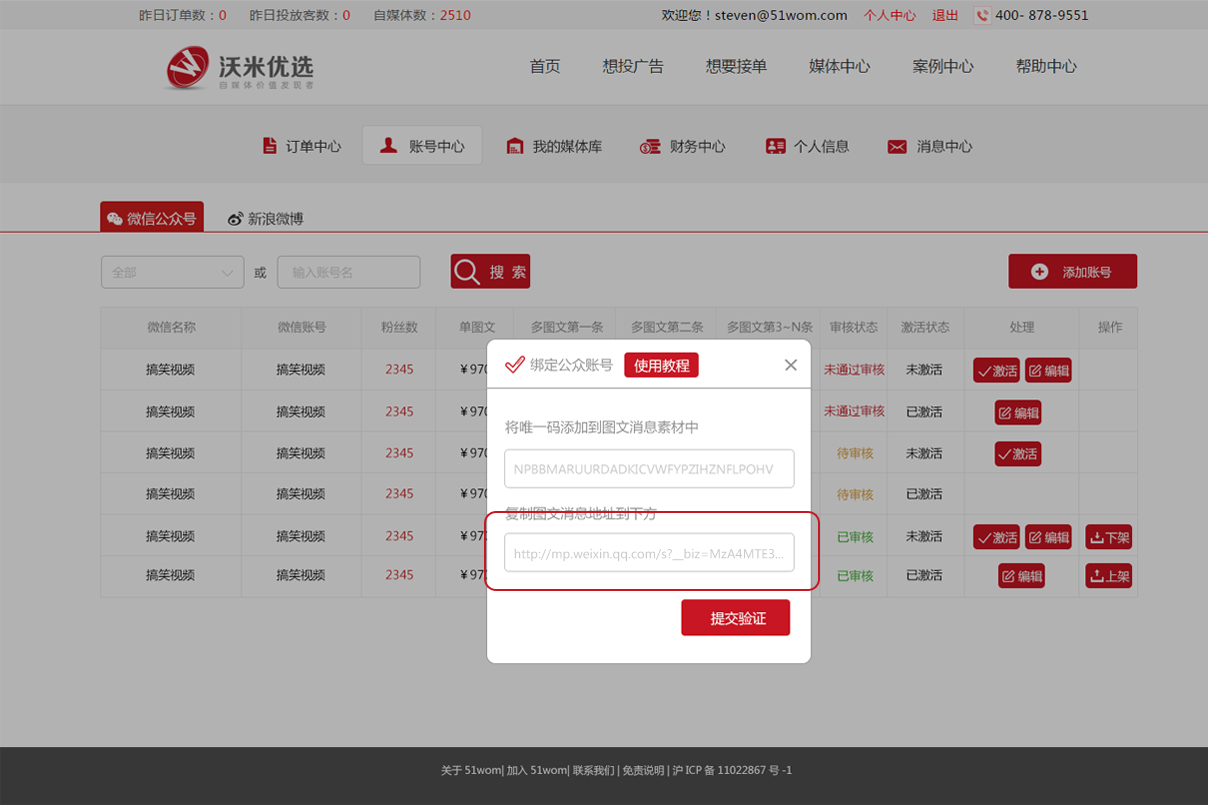 昨日订单数：0 昨日投放客数：0 自媒体数：2510 欢迎您！steven@51wom.com 个人中心 退出 400- 878-9551
沃米优选
自媒体价值发现者
首页 想投广告 想要接单 媒体中心 案例中心 帮助中心
订单中心 账号中心 我的媒体库 财务中心 个人信息 消息中心
微信公众号 新浪微博
全部 或 输入账号名 搜 索 添加账号
微信名称 微信账号 粉丝数 单图文 多图文第一条 多图文第二条 多图文第3~N条 审核状态 激活状态 处理 操作
搞笑视频 搞笑视频 2345 ¥970 未通过审核 未激活 激活 编辑
搞笑视频 搞笑视频 2345 ¥970 未通过审核 已激活 编辑
搞笑视频 搞笑视频 2345 ¥970 待审核 未激活 激活
搞笑视频 搞笑视频 2345 ¥970 待审核 已激活
搞笑视频 搞笑视频 2345 ¥97 已审核 未激活 激活 编辑 下架
搞笑视频 搞笑视频 2345 ¥97 已审核 已激活 编辑 上架
绑定公众账号 使用教程
将唯一码添加到图文消息素材中
NPBBMARUURDADKICVWFYPZIHZNFLPOHV
复制图文消息地址到下方
http://mp.weixin.qq.com/s?__biz=MzA4MTE3...
提交验证
关于 51wom| 加入 51wom| 联系我们 | 免责说明 | 沪 ICP 备 11022867 号 -1